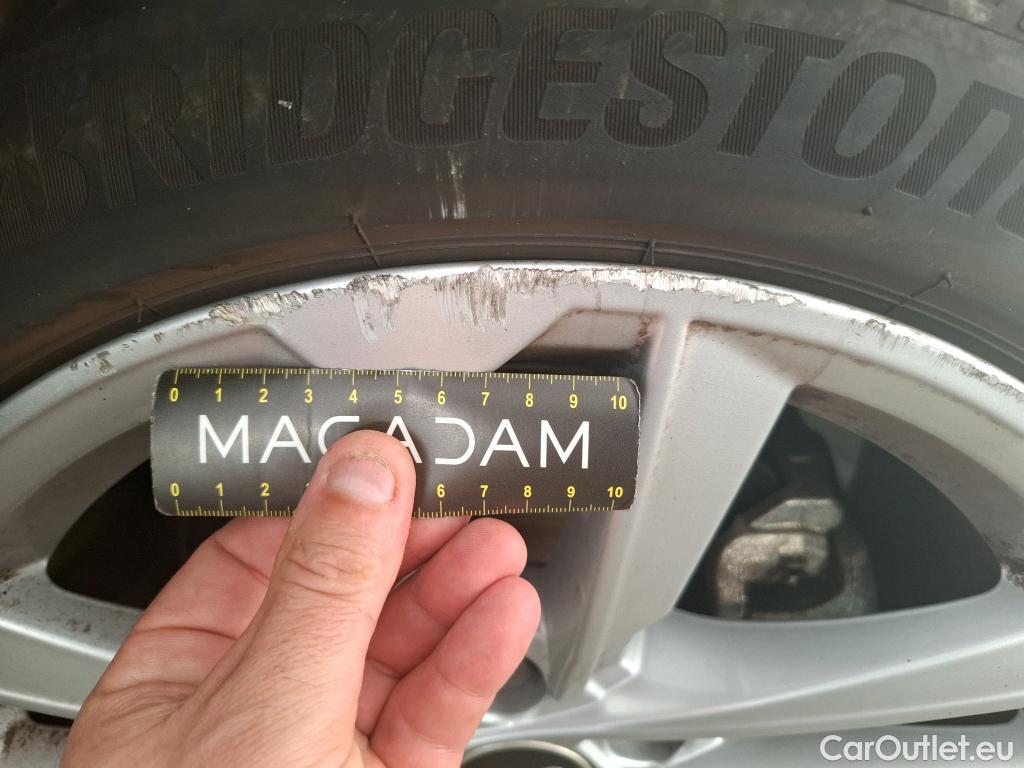 BRIDGESTON
0 1 2 3 4 5 6 7 8 9 10
MACADAM
0 1 2 6 7 8 9 10
CarOutlet.eu